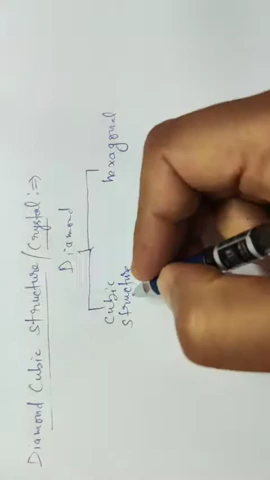 Diamond Cubic Structure/Crystal :⇒
Diamond
Cubic
structure
hexagonal